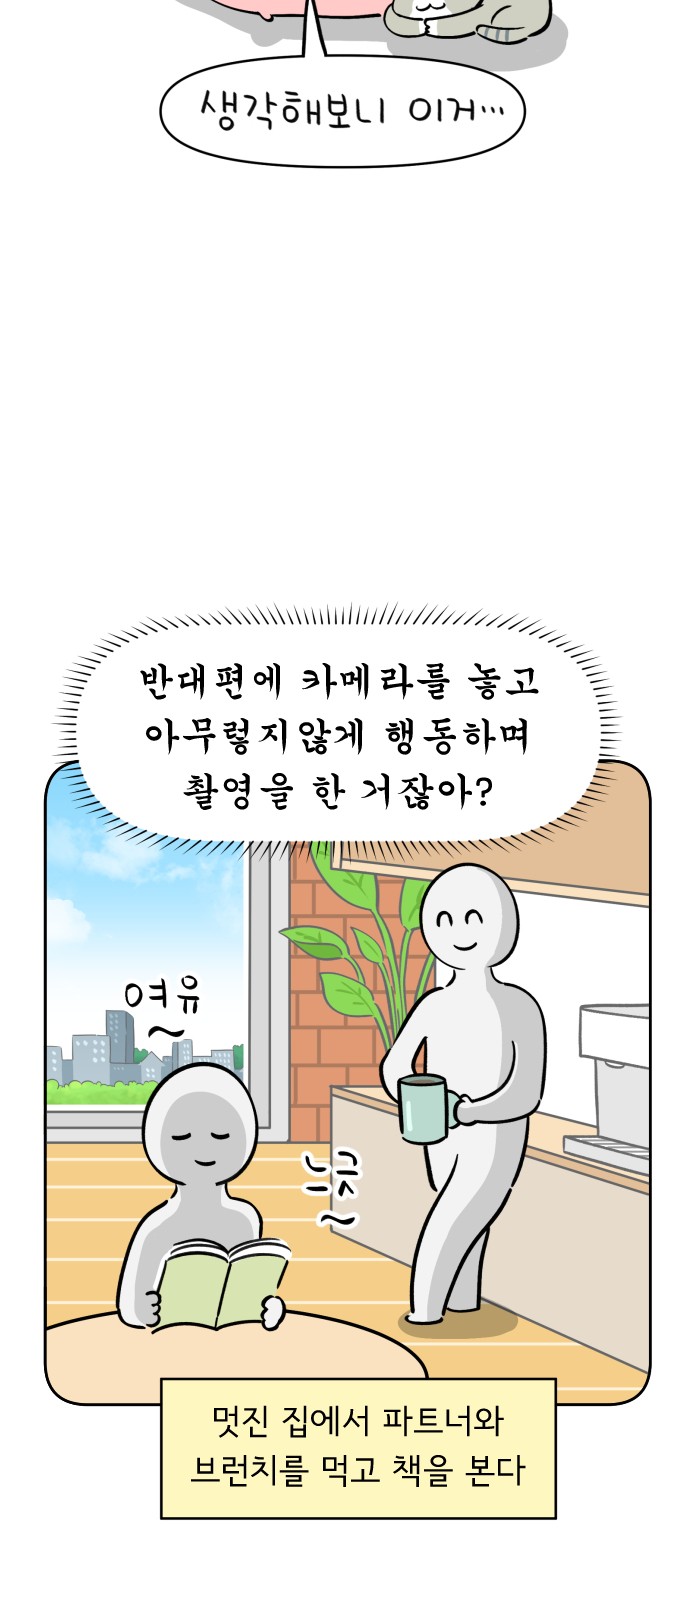 생각해보니 이거...
반대편에 카메라를 놓고
아무렇지않게 행동하며
촬영을 한 거잖아?
여유~
느긋~
멋진 집에서 파트너와
브런치를 먹고 책을 본다